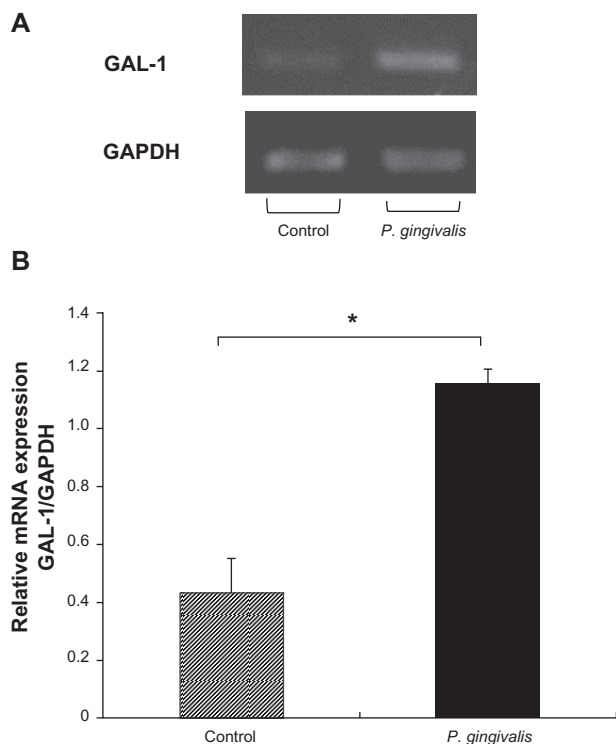 A
GAL-1
GAPDH
Control P. gingivalis
B
Relative mRNA expression
GAL-1/GAPDH
1.4
1.2
1.0
0.8
0.6
0.4
0.2
0
*
Control P. gingivalis